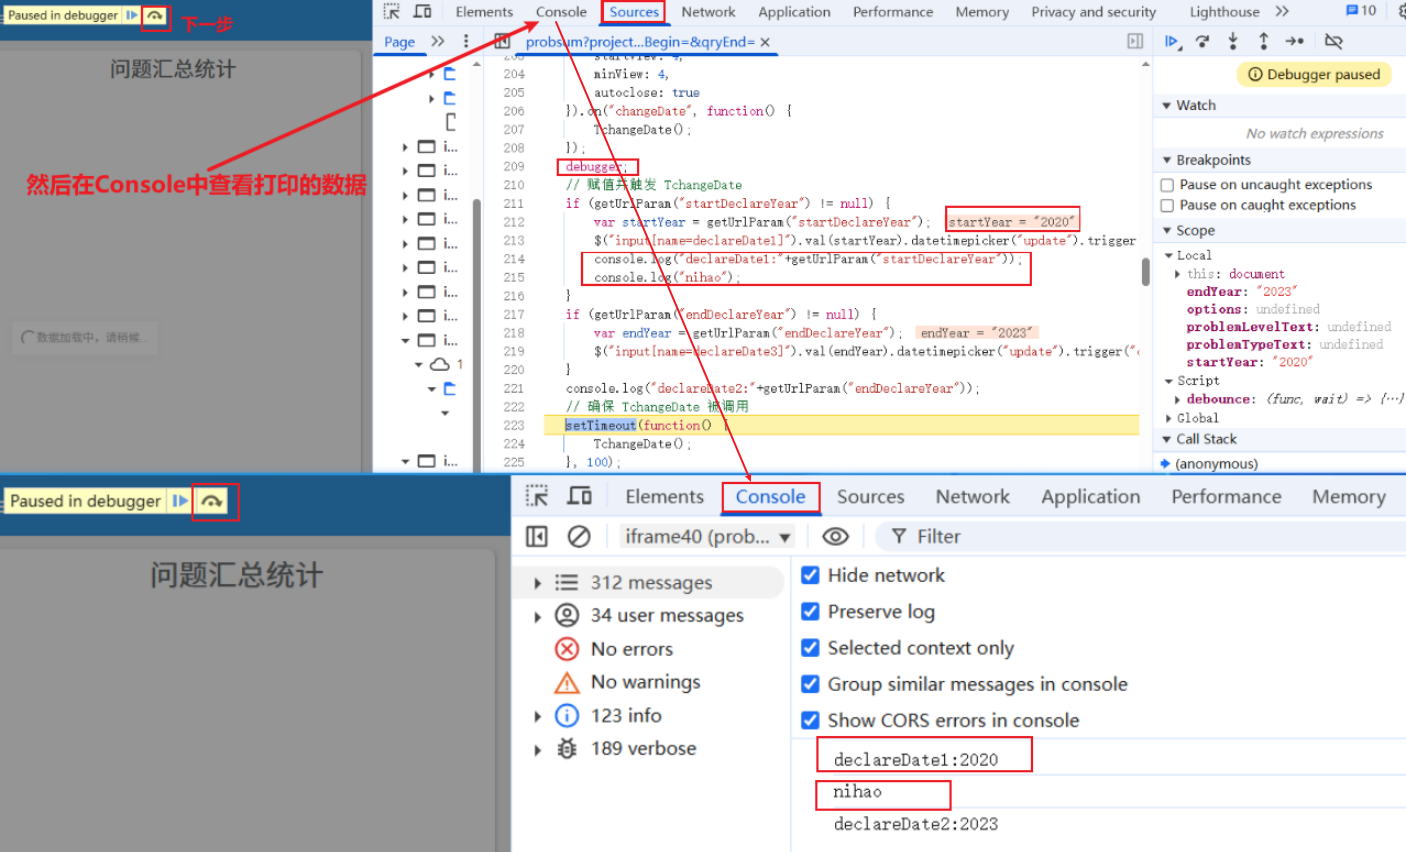 Paused in debugger
下一步
问题汇总统计
然后在Console中查看打印的数据
数据加载中，请稍候...
Elements Console Sources Network Application Performance Memory Privacy and security Lighthouse 10
Page
probsum?project...Begin=&qryEnd=
204 minView: 4,
205 autoclose: true
206 }).on("changeDate", function() {
207 TchangeDate();
208 });
209 debugger;
210 // 赋值并触发 TchangeDate
211 if (getUrlParam("startDeclareYear") != null) {
212 var startYear = getUrlParam("startDeclareYear"); startYear = "2020"
213 $("input[name=declareDate1]").val(startYear).datetimepicker("update").trigger
214 console.log("declareDate1:"+getUrlParam("startDeclareYear"));
215 console.log("nihao");
216 }
217 if (getUrlParam("endDeclareYear") != null) {
218 var endYear = getUrlParam("endDeclareYear"); endYear = "2023"
219 $("input[name=declareDate3]").val(endYear).datetimepicker("update").trigger("
220 }
221 console.log("declareDate2:"+getUrlParam("endDeclareYear"));
222 // 确保 TchangeDate 被调用
223 setTimeout(function() {
224 TchangeDate();
225 }, 100);
i...
i...
i...
i...
i...
i...
i...
i...
i...
1
i...
Debugger paused
Watch
No watch expressions
Breakpoints
Pause on uncaught exceptions
Pause on caught exceptions
Scope
Local
this: document
endYear: "2023"
options: undefined
problemLevelText: undefined
problemTypeText: undefined
startYear: "2020"
Script
debounce: (func, wait) => {…}
Global
Call Stack
(anonymous)
Paused in debugger
问题汇总统计
Elements Console Sources Network Application Performance Memory
iframe40 (prob... Filter
312 messages
34 user messages
No errors
No warnings
123 info
189 verbose
Hide network
Preserve log
Selected context only
Group similar messages in console
Show CORS errors in console
declareDate1:2020
nihao
declareDate2:2023